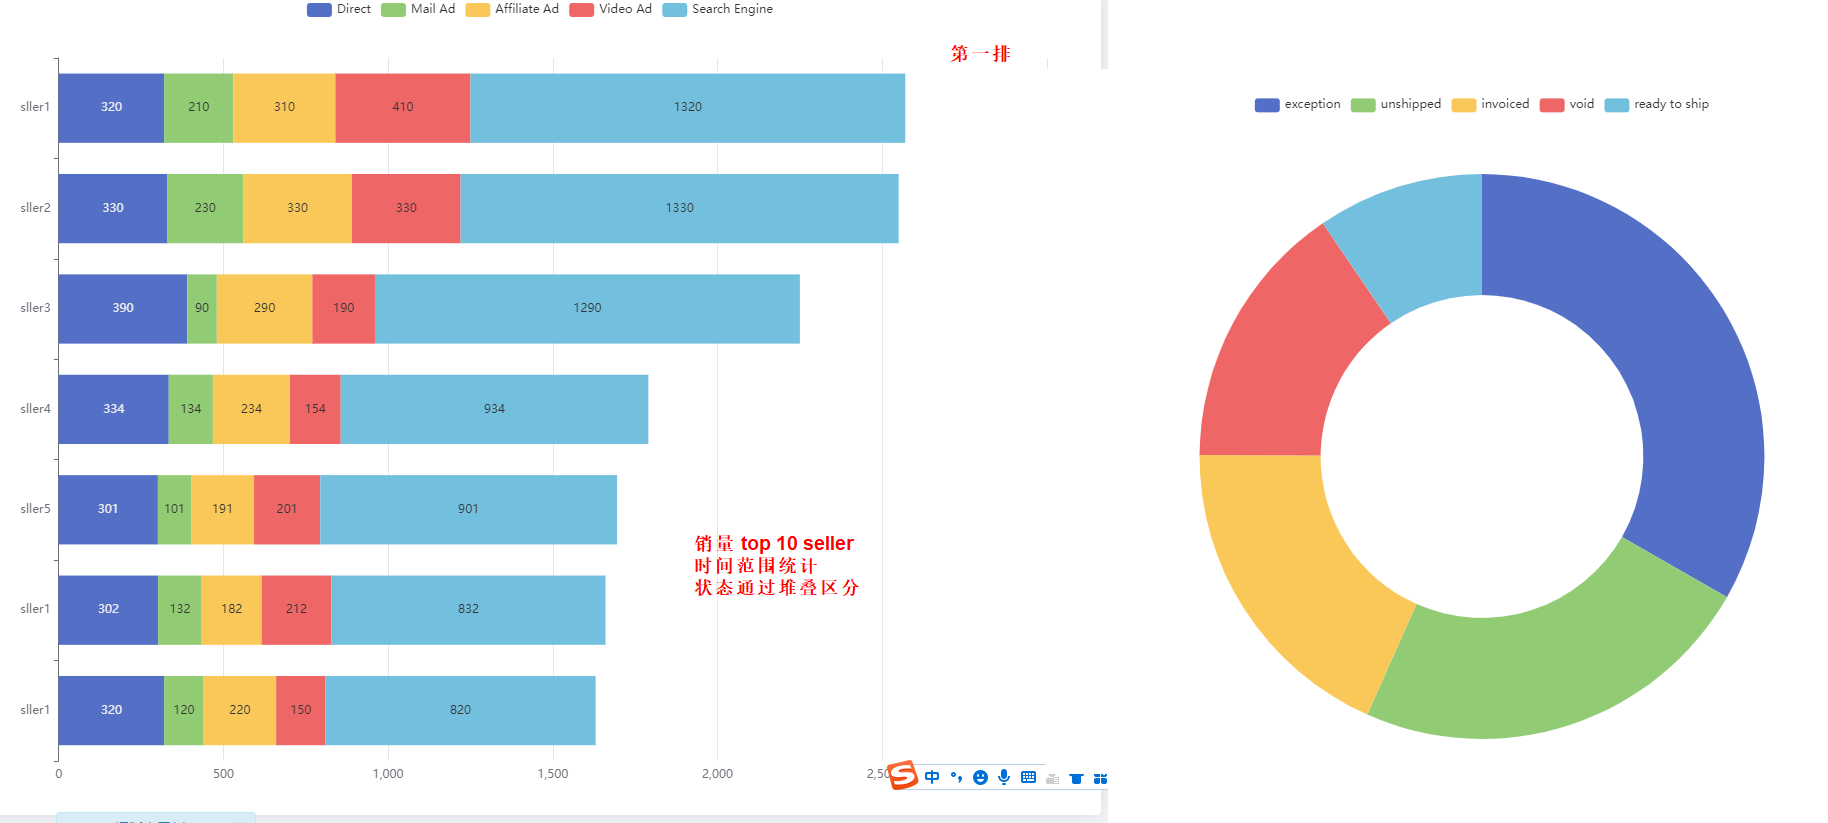 Direct Mail Ad Affiliate Ad Video Ad Search Engine
第一排
sller1 320 210 310 410 1320
sller2 330 230 330 330 1330
sller3 390 90 290 190 1290
sller4 334 134 234 154 934
sller5 301 101 191 201 901
sller1 302 132 182 212 832
sller1 320 120 220 150 820
销量 top 10 seller
时间范围统计
状态通过堆叠区分
0 500 1,000 1,500 2,000
中
exception unshipped invoiced void ready to ship